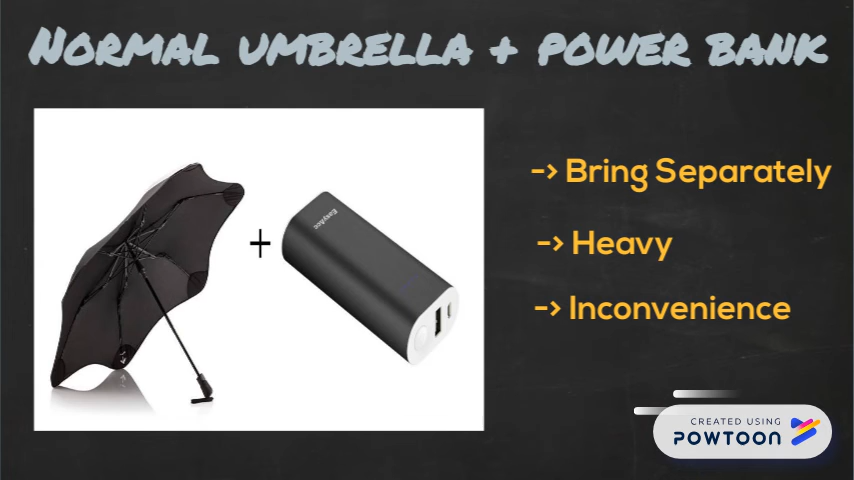 Normal umbrella + power bank
+
-> Bring Separately
-> Heavy
-> Inconvenience
CREATED USING
POWTOON